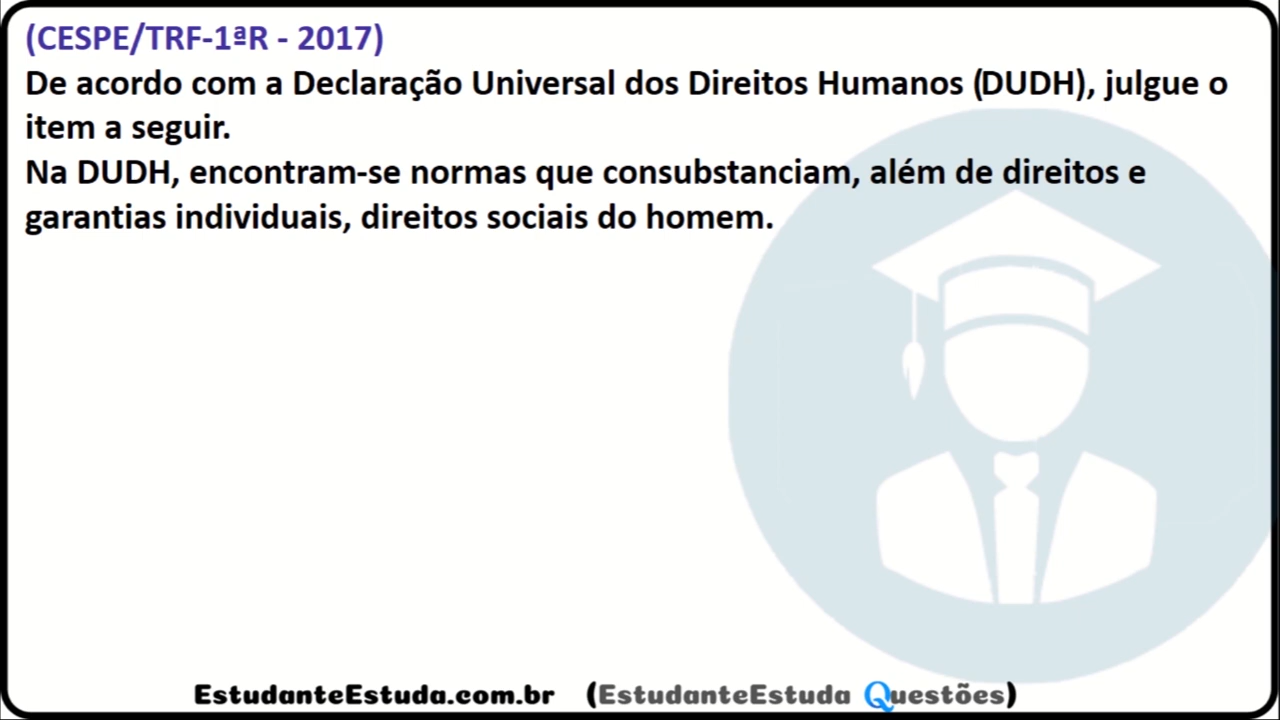 (CESPE/TRF-1ªR - 2017)
De acordo com a Declaração Universal dos Direitos Humanos (DUDH), julgue o
item a seguir.
Na DUDH, encontram-se normas que consubstanciam, além de direitos e
garantias individuais, direitos sociais do homem.
EstudanteEstuda.com.br (EstudanteEstuda Questões)